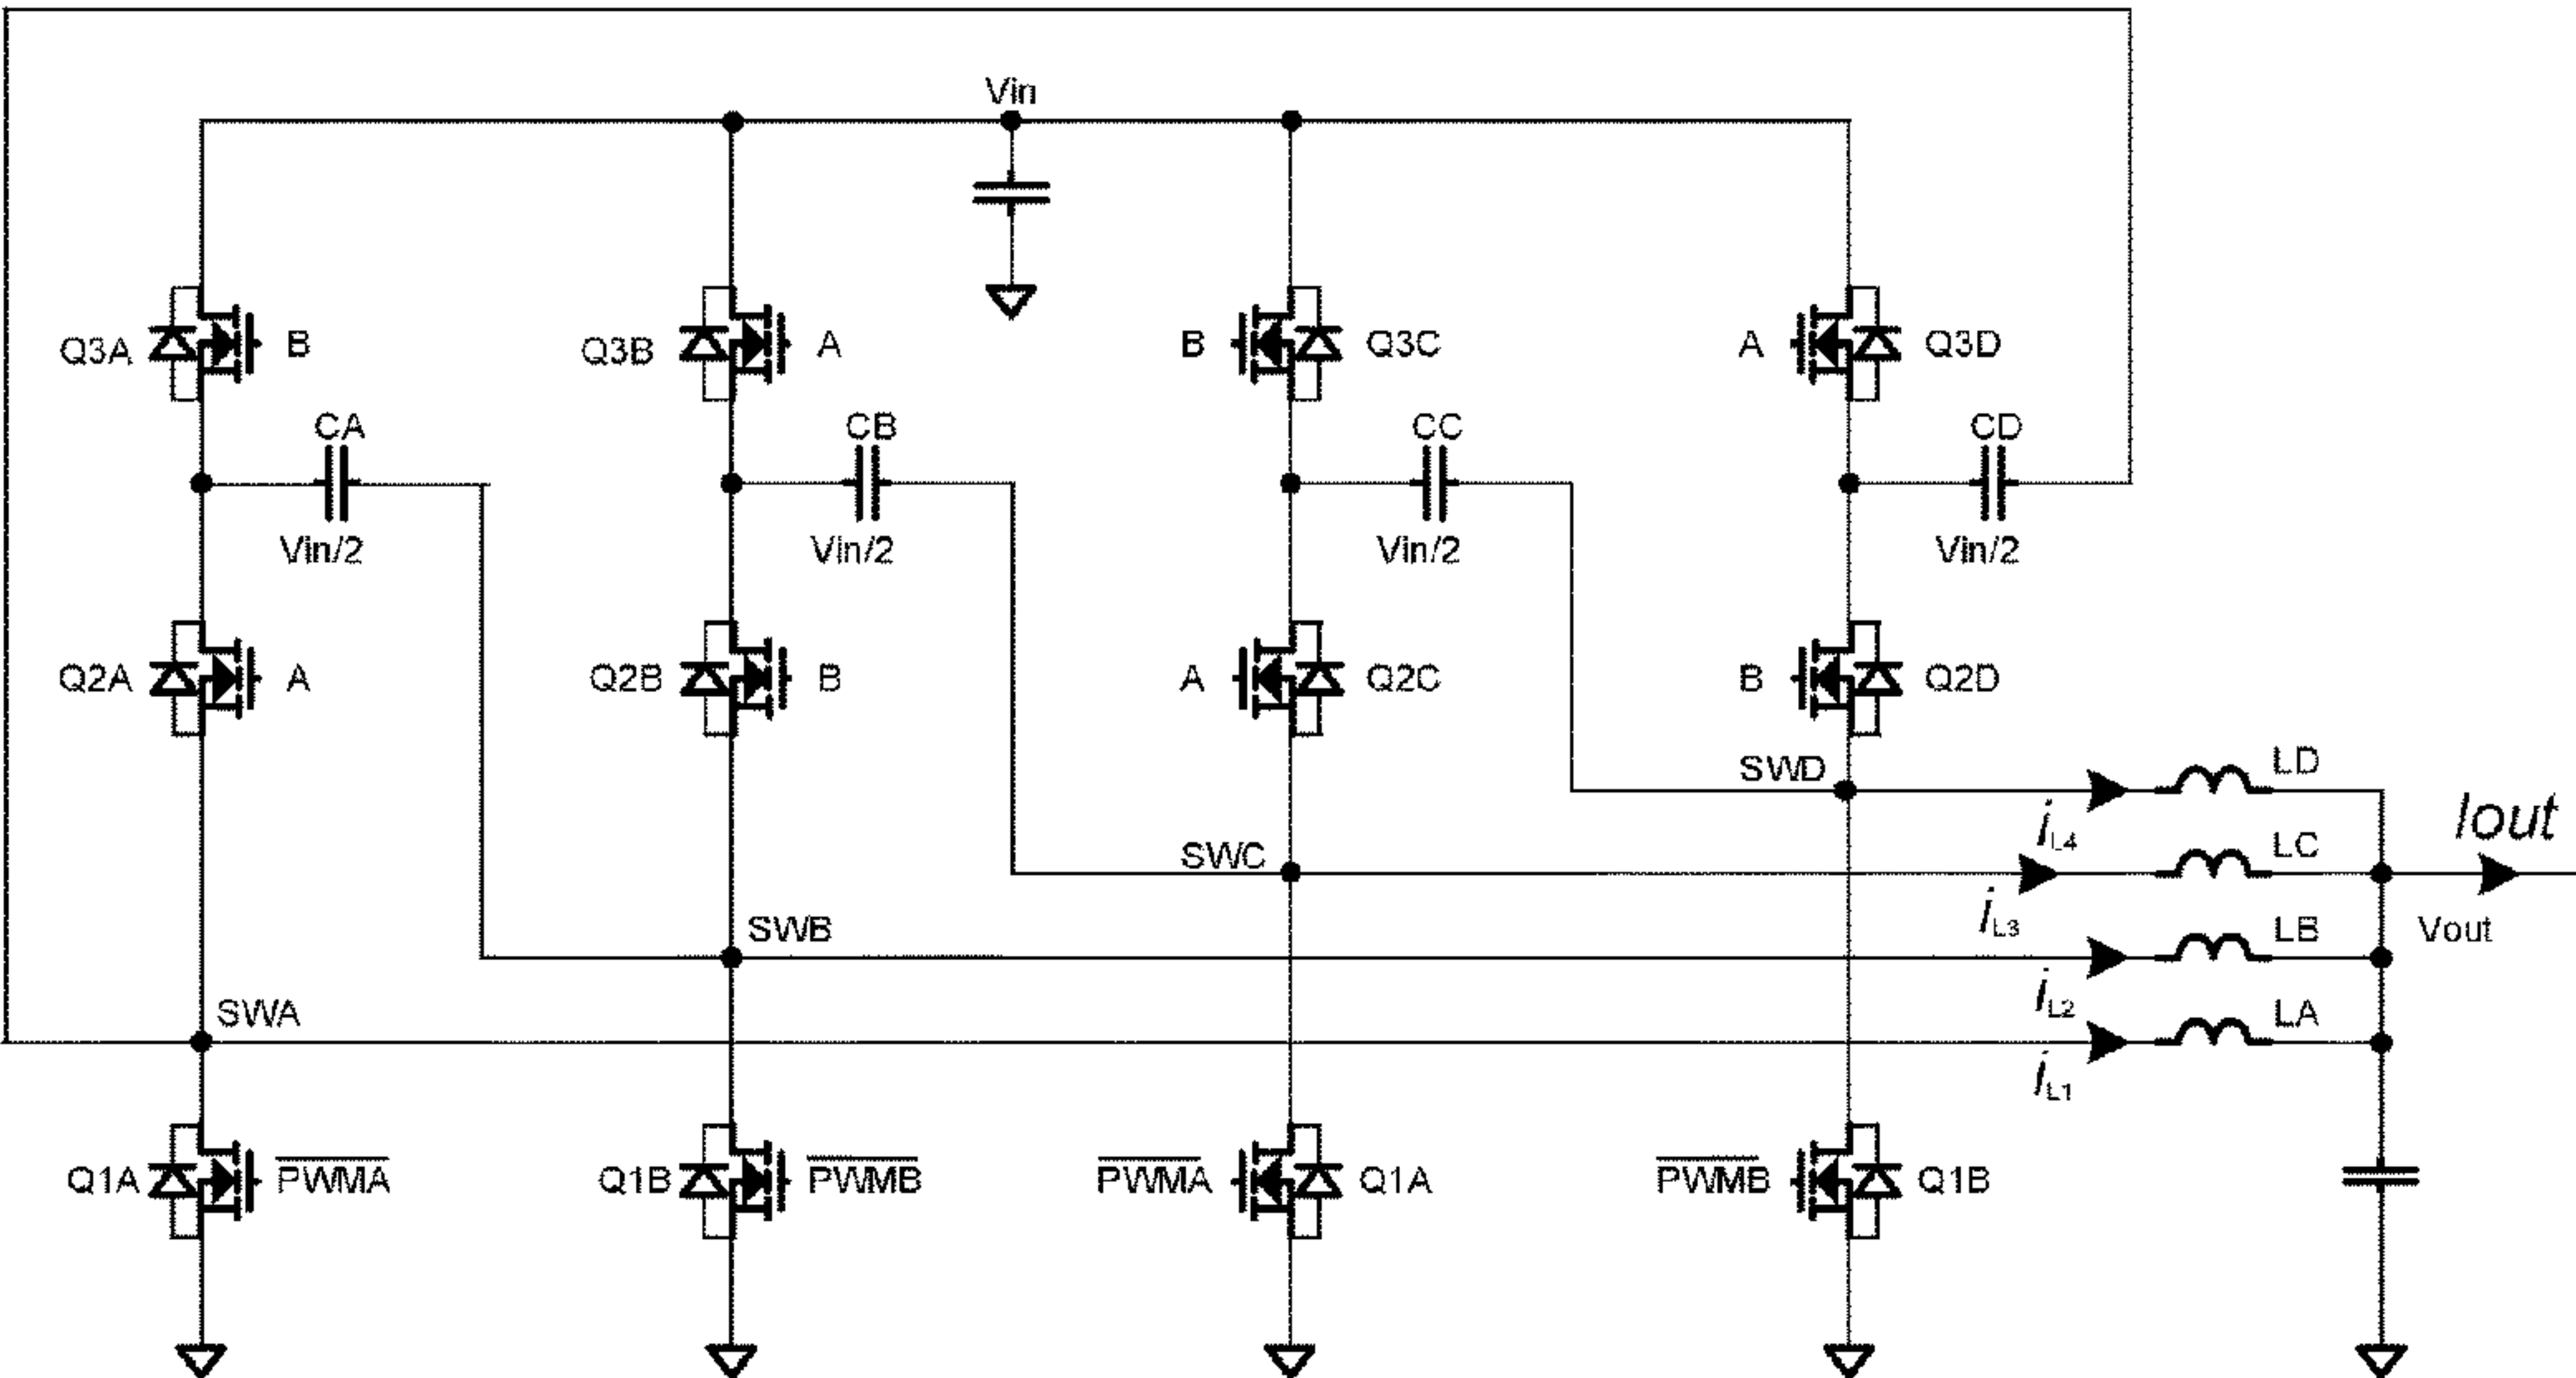 Vin
Q3A B Q3B A B Q3C A Q3D
CA CB CC CD
Vin/2 Vin/2 Vin/2 Vin/2
Q2A A Q2B B A Q2C B Q2D
SWD LD
Iout
iL4
SWC LC
iL3
SWB LB Vout
iL2
SWA LA
iL1
Q1A PWMA Q1B PWMB PWMA Q1A PWMB Q1B